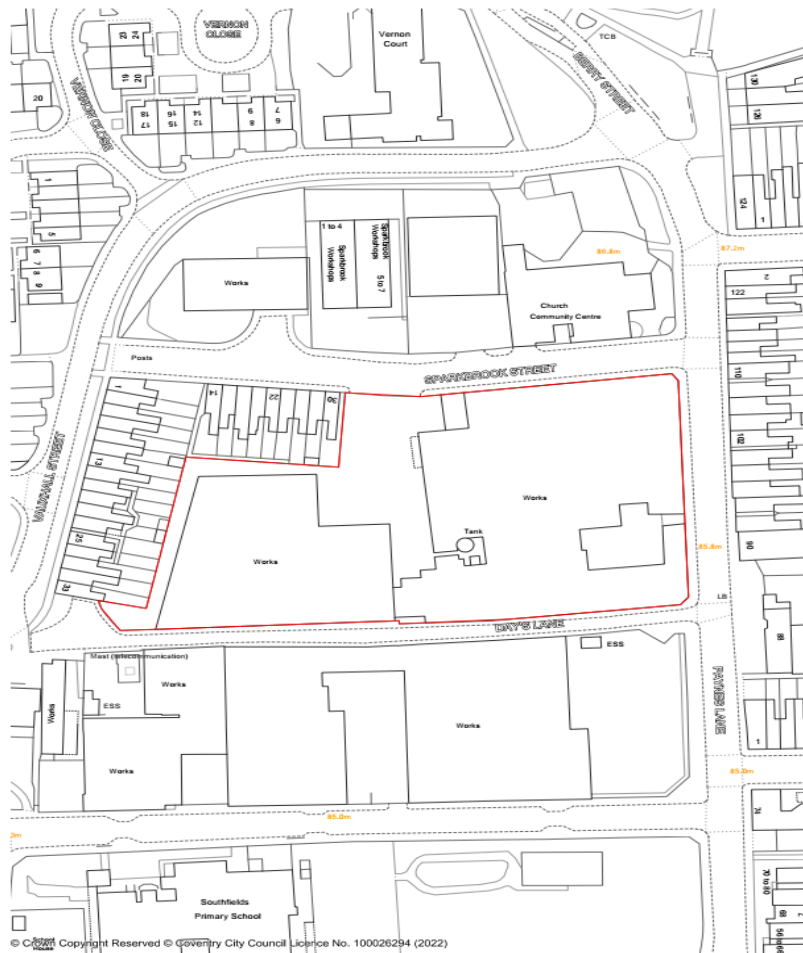 VERNON
CLOSE
Vernon
Court
TCB
BERRY STREET
23
24
19
20
20
VERNON CLOSE
18
16
14
17
15
12
9
7
8
6
130
128
124
1
1
5
6
7
8
9
1 to 4
Sparkbrook
Workshops
Sparkbrook
Workshops
5 to 7
86.8m
87.2m
Works
Church
Community Centre
2
122
Posts
SPARKBROOK STREET
110
1
14
22
30
VAUXHALL STREET
13
102
Works
Tank
Works
25
90
85.8m
33
LB
DAY'S LANE
ESS
88
Mast (telecommunication)
Works
PAYNES LANE
Works
ESS
Works
1
Works
85.0m
85.0m
74
70 to 80
Southfields
Primary School
68
2
56 to 66
School
House
© Crown Copyright Reserved © Coventry City Council Licence No. 100026294 (2022)